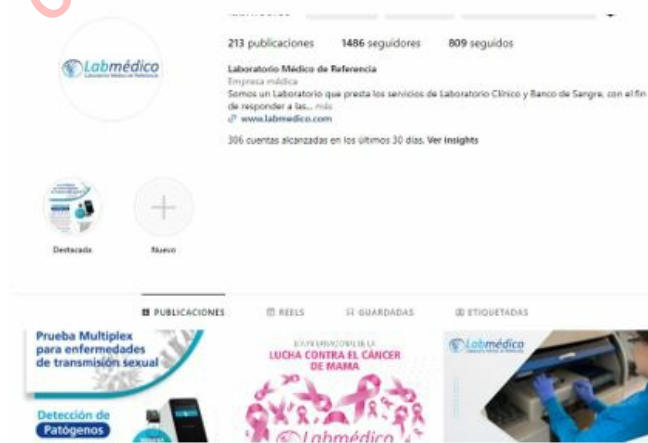 213 publicaciones 1486 seguidores 809 seguidos
Labmédico
Laboratorio Médico de Referencia
Empresa médica
Somos un Laboratorio que presta los servicios de Laboratorio Clínico y Banco de Sangre, con el fin
de responder a las... más
www.labmedico.com
306 cuentas alcanzadas en los últimos 30 días. Ver insights
Destacada Nuevo
PUBLICACIONES REELS GUARDADAS ETIQUETADAS
Prueba Multiplex
para enfermedades
de transmisión sexual
Detección de
Patógenos
LUCHA CONTRA EL CÁNCER
DE MAMA
Labmédico
Labmédico